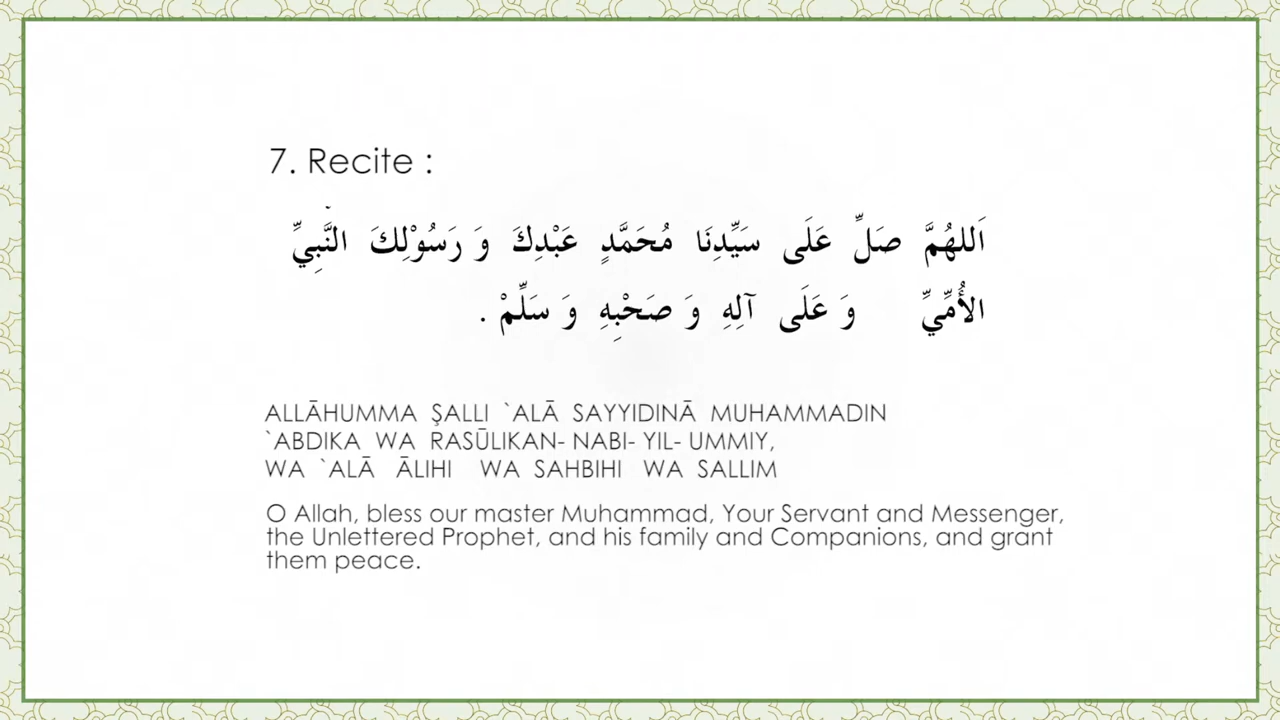 7. Recite :
اَللهُمَّ صَلِّ عَلَى سَيِّدِنَا مُحَمَّدٍ عَبْدِكَ وَ رَسُوْلِكَ النَّبِيِّ
الأُمِّيِّ وَ عَلَى آلِهِ وَ صَحْبِهِ وَ سَلِّمْ .
ALLĀHUMMA ŞALLI `ALĀ SAYYIDINĀ MUHAMMADIN
`ABDIKA WA RASŪLIKAN- NABI- YIL- UMMIY,
WA `ALĀ ĀLIHI WA SAHBIHI WA SALLIM
O Allah, bless our master Muhammad, Your Servant and Messenger,
the Unlettered Prophet, and his family and Companions, and grant
them peace.